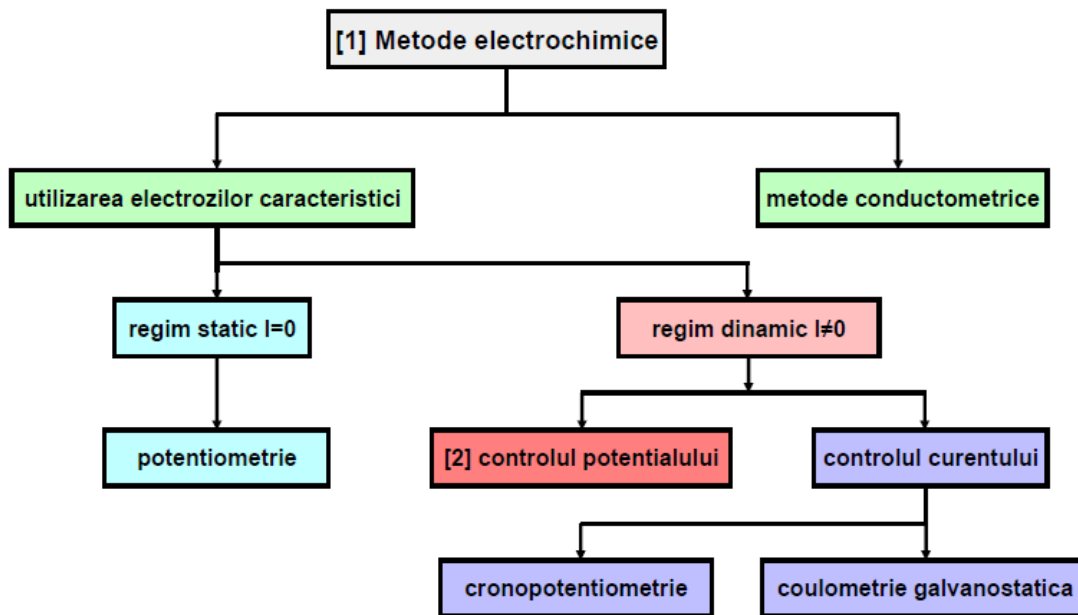 [1] Metode electrochimice
utilizarea electrozilor caracteristici
metode conductometrice
regim static I=0
regim dinamic I≠0
potentiometrie
[2] controlul potentialului
controlul curentului
cronopotentiometrie
coulometrie galvanostatica